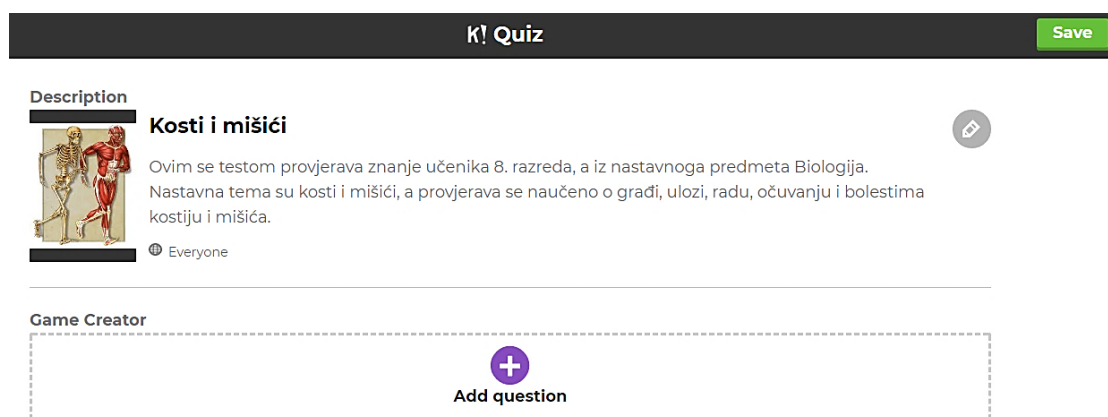 K! Quiz
Save
Description
Kosti i mišići
Ovim se testom provjerava znanje učenika 8. razreda, a iz nastavnoga predmeta Biologija.
Nastavna tema su kosti i mišići, a provjerava se naučeno o građi, ulozi, radu, očuvanju i bolestima
kostiju i mišića.
Everyone
Game Creator
Add question